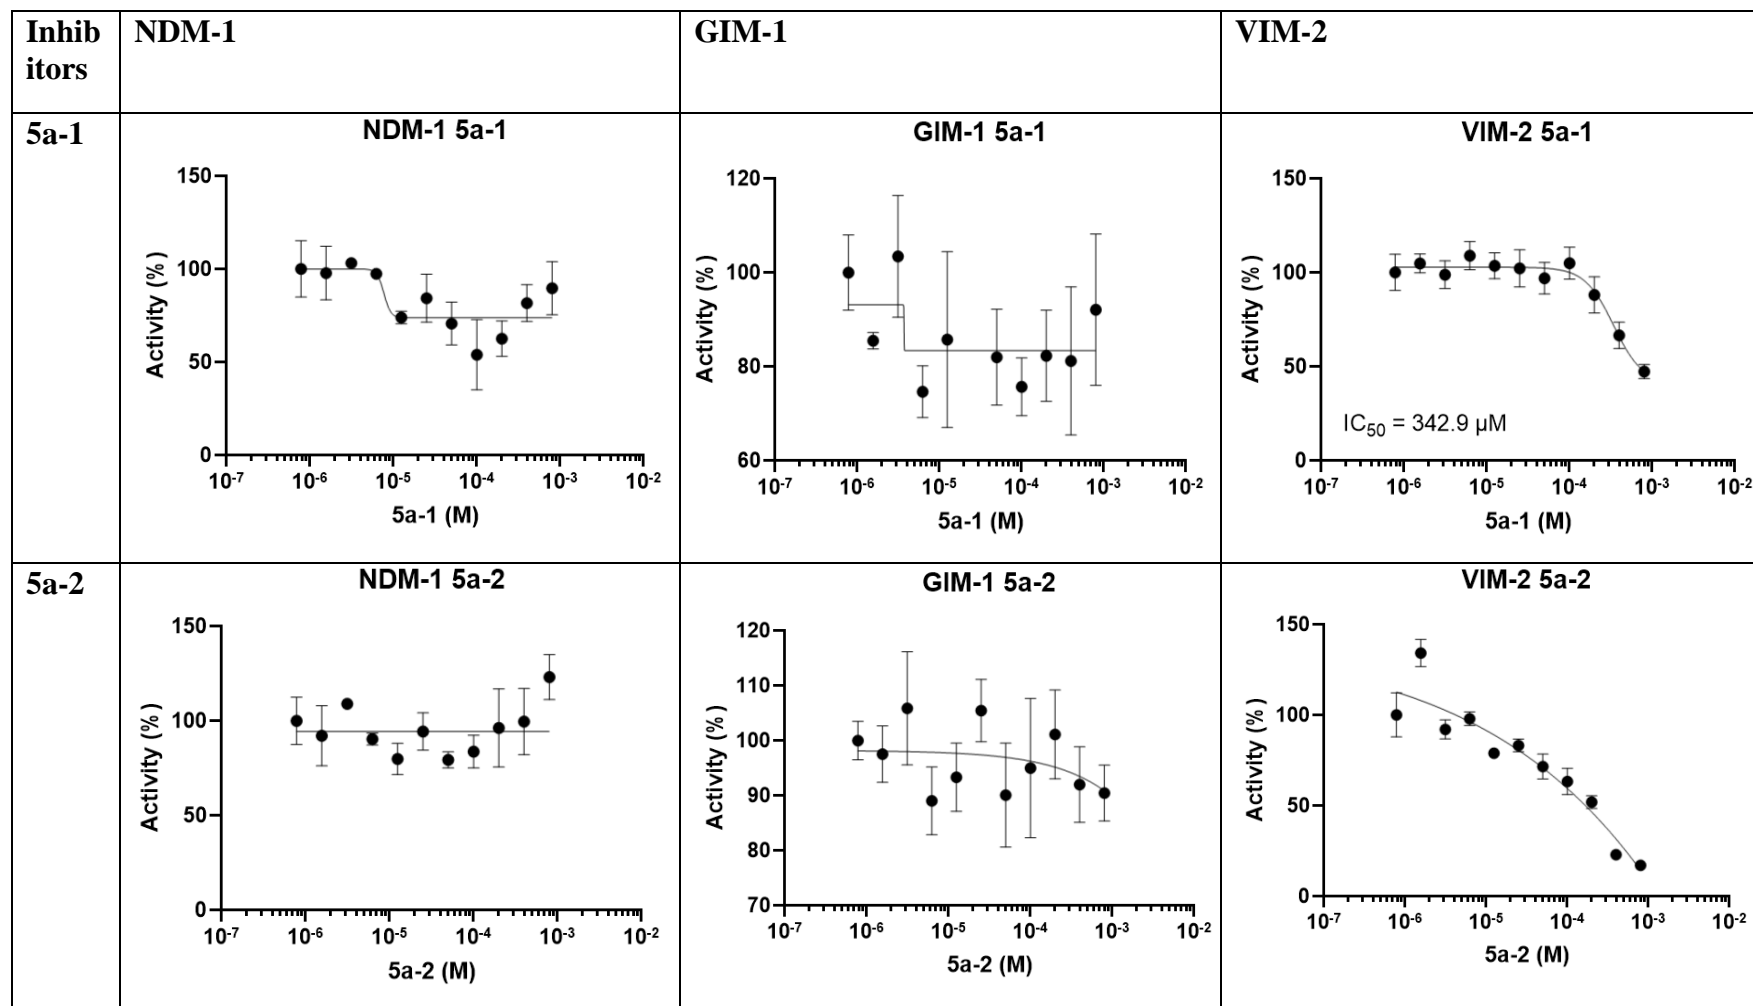 Inhib
itors
NDM-1
GIM-1
VIM-2
5a-1
NDM-1 5a-1
150
100
50
0
Activity (%)
10-7 10-6 10-5 10-4 10-3 10-2
5a-1 (M)
GIM-1 5a-1
120
100
80
60
Activity (%)
10-7 10-6 10-5 10-4 10-3 10-2
5a-1 (M)
VIM-2 5a-1
150
100
50
0
Activity (%)
IC50 = 342.9 µM
10-7 10-6 10-5 10-4 10-3 10-2
5a-1 (M)
5a-2
NDM-1 5a-2
150
100
50
0
Activity (%)
10-7 10-6 10-5 10-4 10-3 10-2
5a-2 (M)
GIM-1 5a-2
120
110
100
90
80
70
Activity (%)
10-7 10-6 10-5 10-4 10-3 10-2
5a-2 (M)
VIM-2 5a-2
150
100
50
0
Activity (%)
10-7 10-6 10-5 10-4 10-3 10-2
5a-2 (M)